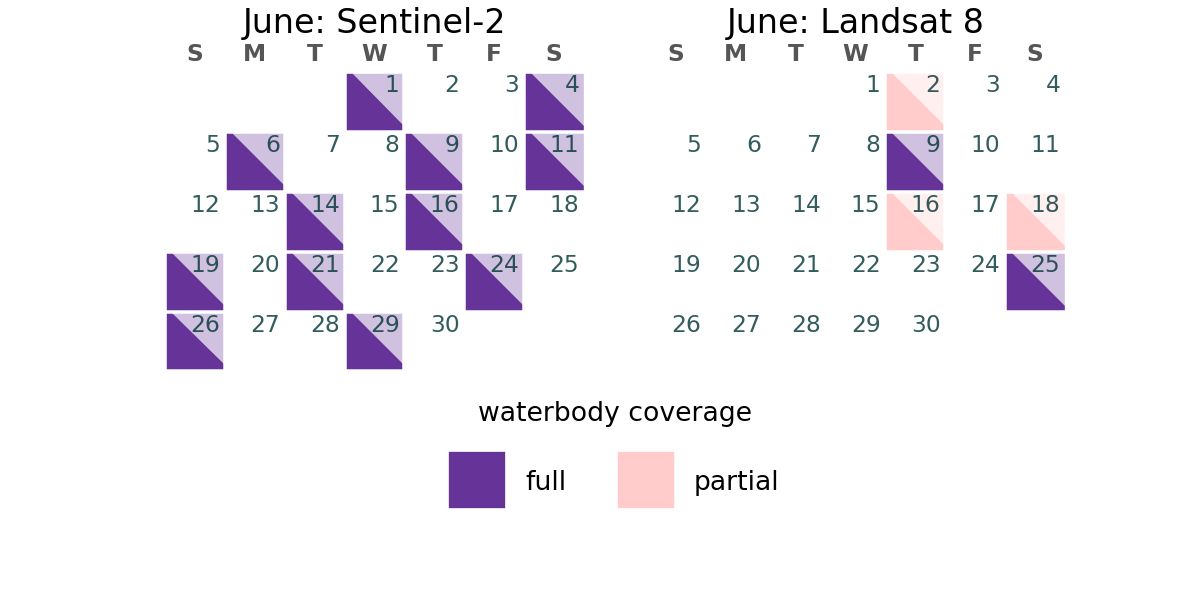 June: Sentinel-2
S M T W T F S
1 2 3 4
5 6 7 8 9 10 11
12 13 14 15 16 17 18
19 20 21 22 23 24 25
26 27 28 29 30
June: Landsat 8
S M T W T F S
1 2 3 4
5 6 7 8 9 10 11
12 13 14 15 16 17 18
19 20 21 22 23 24 25
26 27 28 29 30
waterbody coverage
full partial